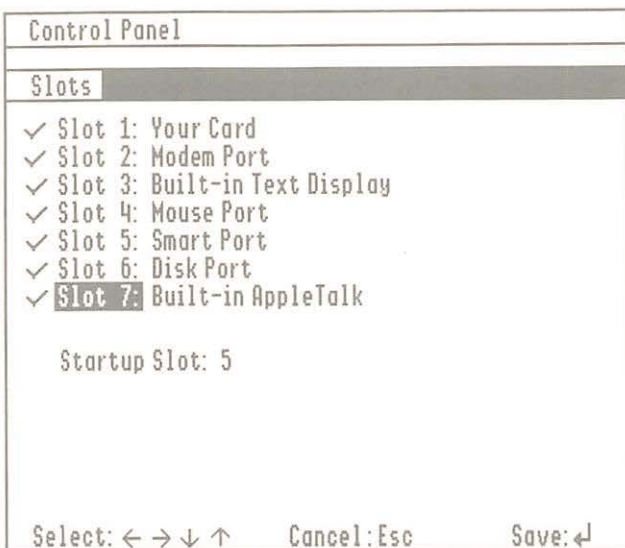 Control Panel
Slots
✓ Slot 1: Your Card
✓ Slot 2: Modem Port
✓ Slot 3: Built-in Text Display
✓ Slot 4: Mouse Port
✓ Slot 5: Smart Port
✓ Slot 6: Disk Port
✓ Slot 7: Built-in AppleTalk
Startup Slot: 5
Select: ← → ↓ ↑ Cancel:Esc Save:↵